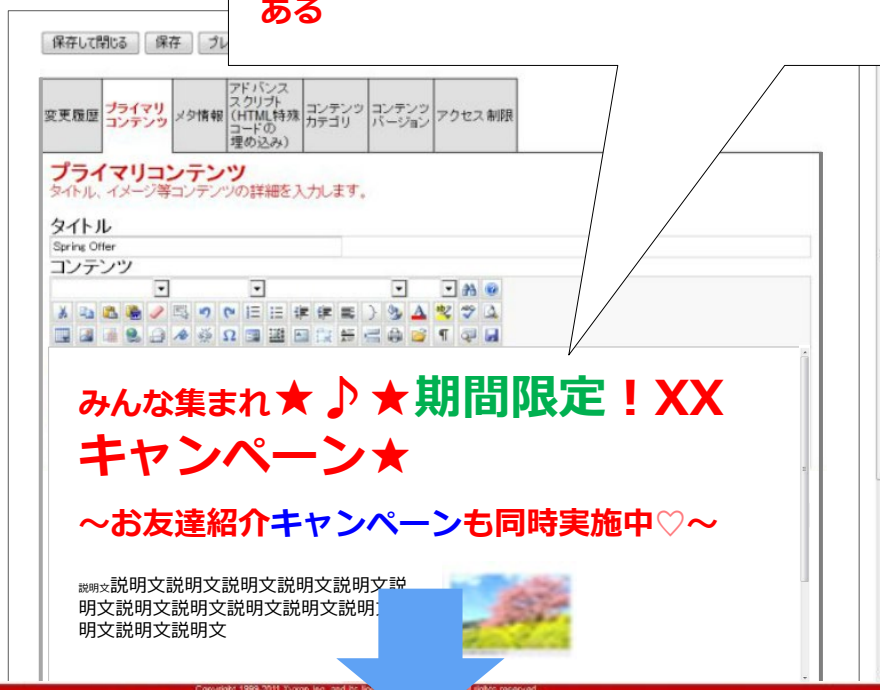 ある
保存して閉じる 保存 プレ
変更履歴
プライマリ
コンテンツ
メタ情報
アドバンス
スクリプト
(HTML特殊
コードの
埋め込み)
コンテンツ
カテゴリ
コンテンツ
バージョン
アクセス制限
プライマリコンテンツ
タイトル、イメージ等コンテンツの詳細を入力します。
タイトル
Spring Offer
コンテンツ
みんな集まれ★♪★期間限定！XX
キャンペーン★
～お友達紹介キャンペーンも同時実施中♡～
説明文説明文説明文説明文説明文説明文説
明文説明文説明文説明文説明文説明
明文説明文説明文
Copyright 1999-2011 and its rights reserved